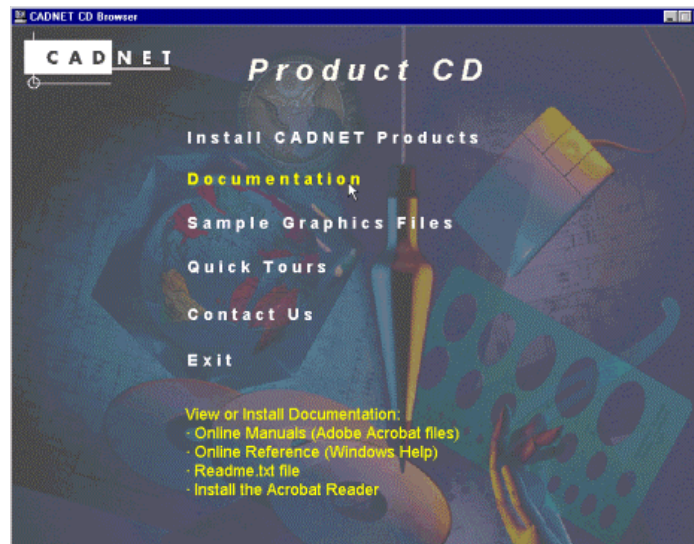 CADNET CD Browser
CADNET
Product CD
Install CADNET Products
Documentation
Sample Graphics Files
Quick Tours
Contact Us
Exit
View or Install Documentation:
· Online Manuals (Adobe Acrobat files)
· Online Reference (Windows Help)
· Readme.txt file
· Install the Acrobat Reader